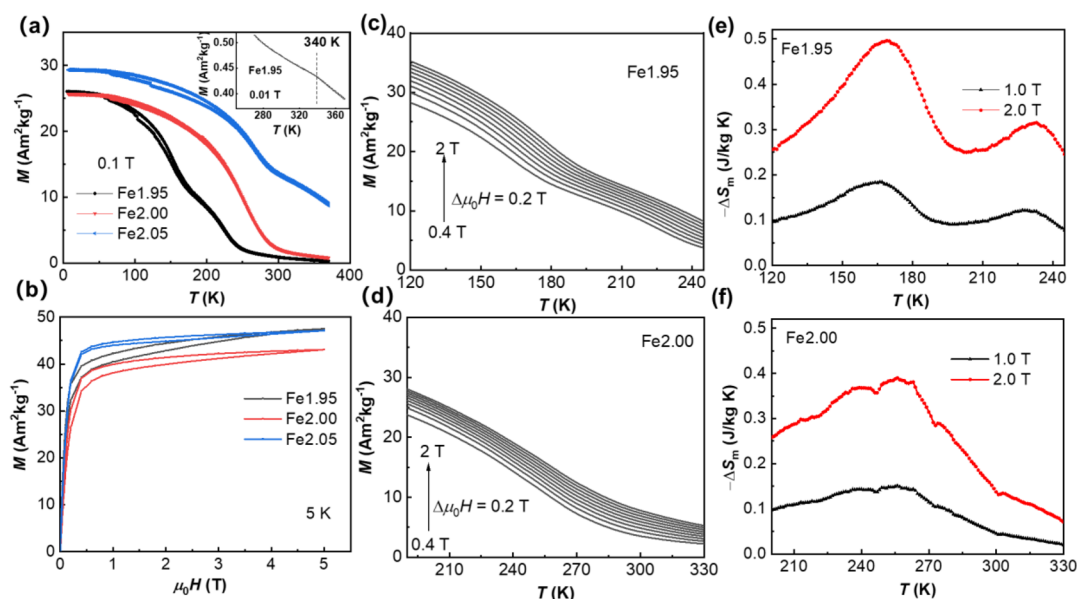 (a)
M (Am²kg⁻¹)
30
20
10
0
0.1 T
Fe1.95
Fe2.00
Fe2.05
0 100 200 300 400
T (K)
M (Am²kg⁻¹)
0.50
0.45
0.40
340 K
Fe1.95
0.01 T
280 320 360
T (K)
(b)
M (Am²kg⁻¹)
50
40
30
20
10
0
Fe1.95
Fe2.00
Fe2.05
5 K
0 1 2 3 4 5
μ₀H (T)
(c)
M (Am²kg⁻¹)
40
30
20
10
0
Fe1.95
2 T
Δμ₀H = 0.2 T
0.4 T
120 150 180 210 240
T (K)
(d)
M (Am²kg⁻¹)
40
30
20
10
0
Fe2.00
2 T
Δμ₀H = 0.2 T
0.4 T
210 240 270 300 330
T (K)
(e)
−ΔSm (J/kg K)
0.5
0.4
0.3
0.2
0.1
0.0
Fe1.95
1.0 T
2.0 T
120 150 180 210 240
T (K)
(f)
−ΔSm (J/kg K)
0.5
0.4
0.3
0.2
0.1
0.0
Fe2.00
1.0 T
2.0 T
210 240 270 300 330
T (K)